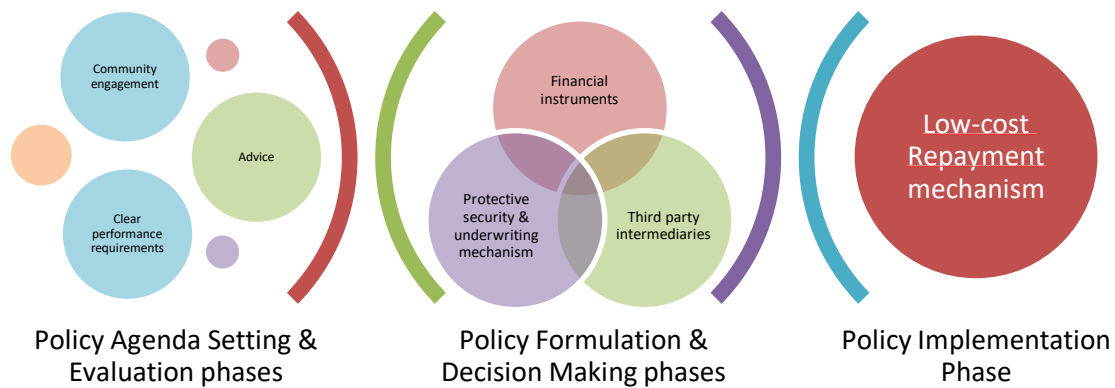 Community
engagement
Advice
Clear
performance
requirements
Policy Agenda Setting &
Evaluation phases
Financial
instruments
Protective
security &
underwriting
mechanism
Third party
intermediaries
Policy Formulation &
Decision Making phases
Low-cost
Repayment
mechanism
Policy Implementation
Phase